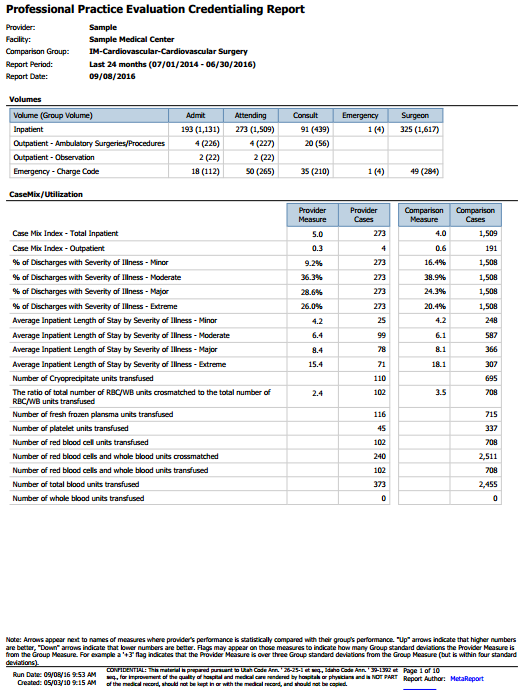 Professional Practice Evaluation Credentialing Report
Provider: Sample
Facility: Sample Medical Center
Comparison Group: IM-Cardiovascular-Cardiovascular Surgery
Report Period: Last 24 months (07/01/2014 - 06/30/2016)
Report Date: 09/08/2016
Volumes
Volume (Group Volume) Admit Attending Consult Emergency Surgeon
Inpatient 193 (1,131) 273 (1,509) 91 (439) 1 (4) 325 (1,617)
Outpatient - Ambulatory Surgeries/Procedures 4 (226) 4 (227) 20 (56)
Outpatient - Observation 2 (22) 2 (22)
Emergency - Charge Code 18 (112) 50 (265) 35 (210) 1 (4) 49 (284)
CaseMix/Utilization
Provider Measure Provider Cases Comparison Measure Comparison Cases
Case Mix Index - Total Inpatient 5.0 273 4.0 1,509
Case Mix Index - Outpatient 0.3 4 0.6 191
% of Discharges with Severity of Illness - Minor 9.2% 273 16.4% 1,508
% of Discharges with Severity of Illness - Moderate 36.3% 273 38.9% 1,508
% of Discharges with Severity of Illness - Major 28.6% 273 24.3% 1,508
% of Discharges with Severity of Illness - Extreme 26.0% 273 20.4% 1,508
Average Inpatient Length of Stay by Severity of Illness - Minor 4.2 25 4.2 248
Average Inpatient Length of Stay by Severity of Illness - Moderate 6.4 99 6.1 587
Average Inpatient Length of Stay by Severity of Illness - Major 8.4 78 8.1 366
Average Inpatient Length of Stay by Severity of Illness - Extreme 15.4 71 18.1 307
Number of Cryoprecipitate units transfused 110 695
The ratio of total number of RBC/WB units crosmatched to the total number of 2.4 102 3.5 708
RBC/WB units transfused
Number of fresh frozen plansma units transfused 116 715
Number of platelet units transfused 45 337
Number of red blood cell units transfused 102 708
Number of red blood cells and whole blood units crossmatched 240 2,511
Number of red blood cells and whole blood units transfused 102 708
Number of total blood units transfused 373 2,455
Number of whole blood units transfused 0 0
Note: Arrows appear next to names of measures where provider's performance is statistically compared with their group's performance. "Up" arrows indicate that higher numbers
are better, "Down" arrows indicate that lower numbers are better. Flags may appear on those measures to indicate how many Group standard deviations the Provider Measure is
from the Group Measure. For example a '+3' flag indicates that the Provider Measure is over three Group standard deviations from the Group Measure (but is within four standard
deviations).
Run Date: 09/08/16 9:53 AM
Created: 05/03/10 9:15 AM
CONFIDENTIAL: This material is prepared pursuant to Utah Code Ann. ' 26-25-1 et seq., Idaho Code Ann. ' 39-1392 et
seq., for improvement of the quality of hospital and medical care rendered by hospitals or physicians and is NOT PART
of the medical record, should not be kept in or with the medical record, and should not be copied.
Page 1 of 10
Report Author: MetaReport